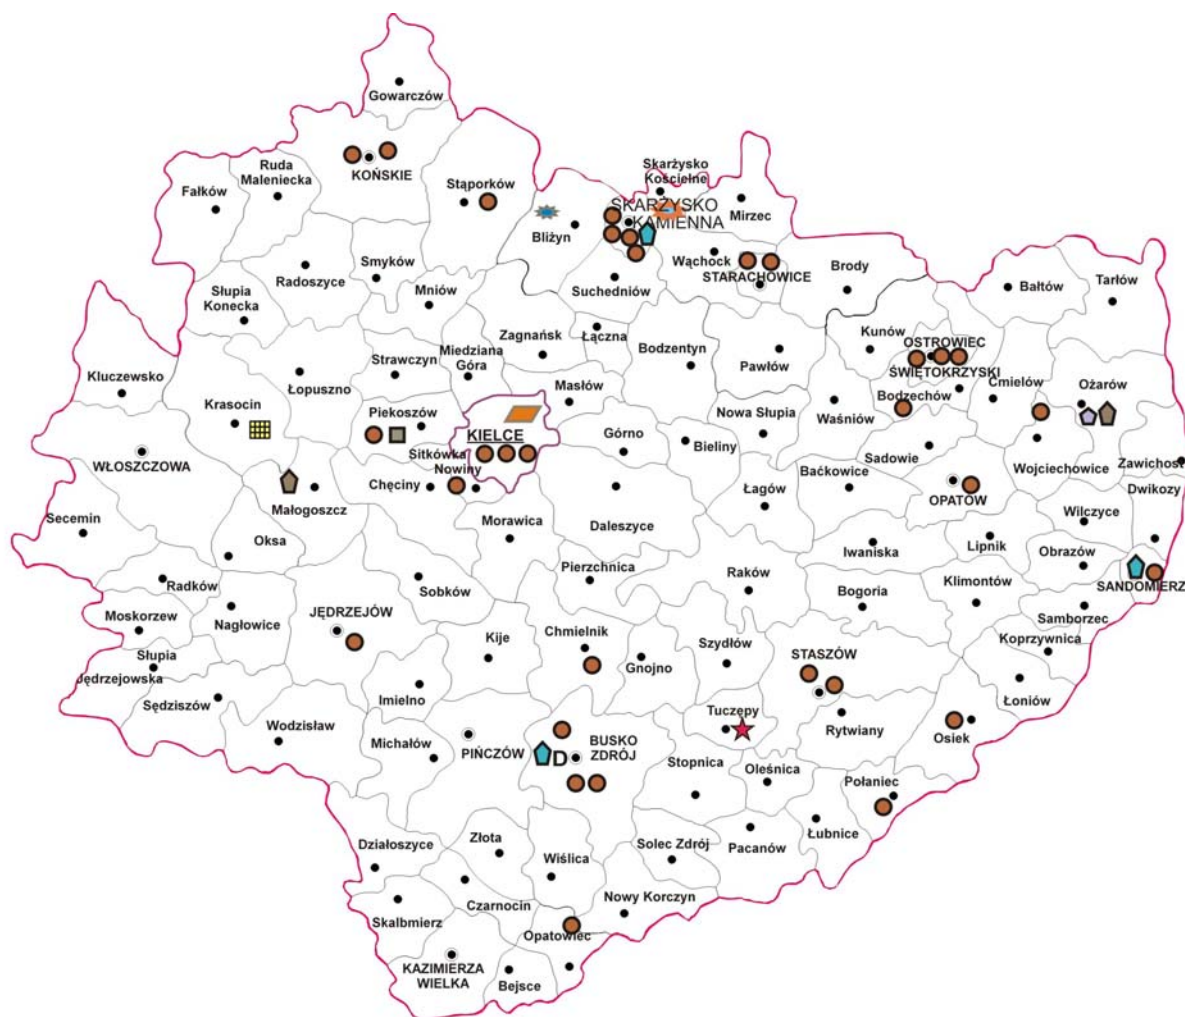 Gowarczów
Ruda
Maleniecka
KOŃSKIE
Fałków
Stąporków
Skarżysko
Kościelne
SKARŻYSKO
KAMIENNA
Mirzec
Bliżyn
Smyków
Radoszyce
Słupia
Konecka
Mniów
Suchedniów
Wąchock
STARACHOWICE
Brody
Bałtów
Tarłów
Zagnańsk
Łączna
Bodzentyn
Pawłów
Kunów
OSTROWIEC
ŚWIĘTOKRZYSKI
Ćmielów
Ożarów
Kluczewsko
Łopuszno
Strawczyn
Miedziana
Góra
Masłów
Bodzechów
Krasocin
Piekoszów
KIELCE
Nowa Słupia
Waśniów
Górno
Bieliny
Sadowie
Wojciechowice
Zawichost
WŁOSZCZOWA
Sitkówka
Nowiny
Chęciny
Baćkowice
Łagów
OPATÓW
Dwikozy
Małogoszcz
Secemin
Oksa
Morawica
Daleszyce
Iwaniska
Lipnik
Wilczyce
Obrazów
Pierzchnica
Raków
Bogoria
Klimontów
SANDOMIERZ
Radków
Sobków
Moskorzew
Nagłowice
JĘDRZEJÓW
Samborzec
Koprzywnica
Słupia
Jędrzejowska
Kije
Chmielnik
Gnojno
Szydłów
STASZÓW
Łoniów
Sędziszów
Imielno
Wodzisław
Michałów
PIŃCZÓW
Tuczępy
Rytwiany
Osiek
D
BUSKO
ZDRÓJ
Stopnica
Oleśnica
Połaniec
Łubnice
Działoszyce
Złota
Wiślica
Solec Zdrój
Pacanów
Skalbmierz
Czarnocin
Nowy Korczyn
Opatowiec
KAZIMIERZA
WIELKA
Bejsce